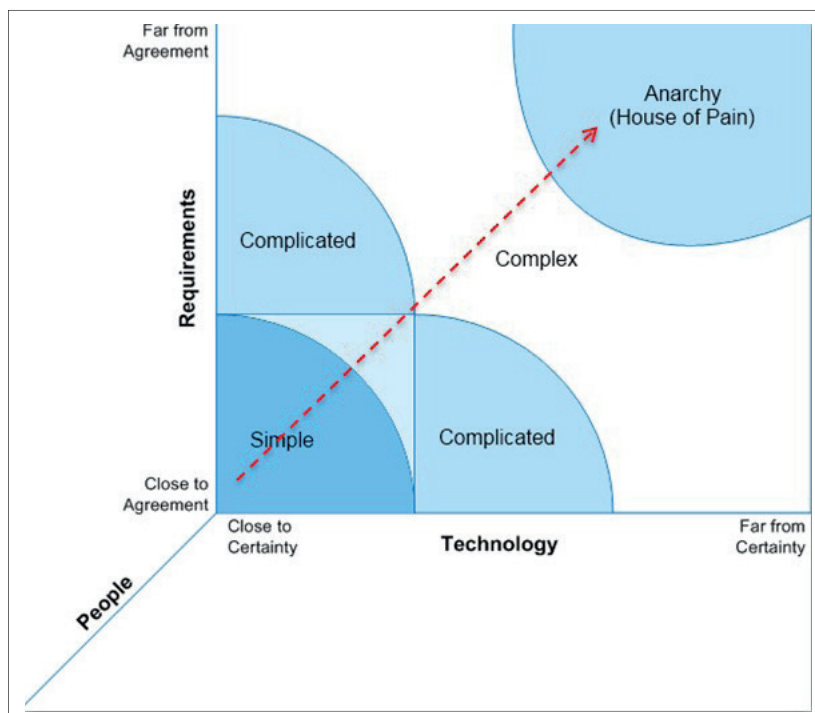 Far from
Agreement
Anarchy
(House of Pain)
Requirements
Complicated
Complex
Simple
Complicated
Close to
Agreement
Close to
Certainty
Technology
Far from
Certainty
People